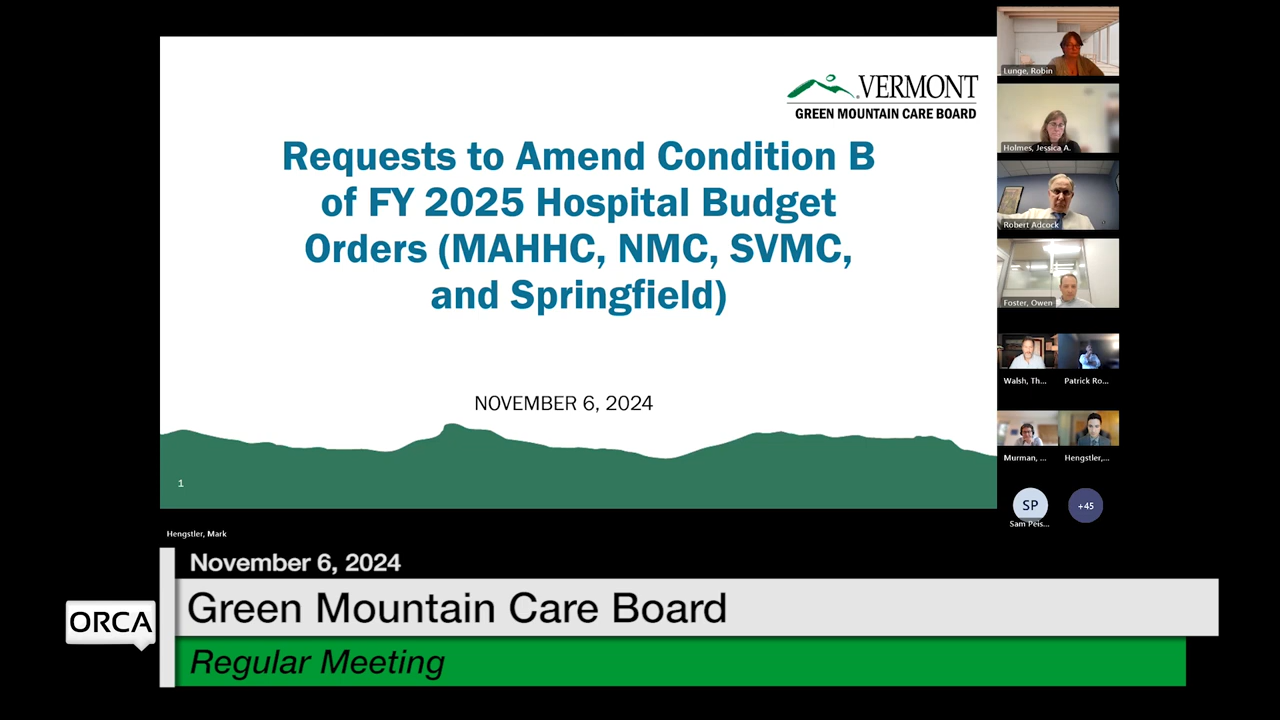 VERMONT
GREEN MOUNTAIN CARE BOARD
Requests to Amend Condition B
of FY 2025 Hospital Budget
Orders (MAHHC, NMC, SVMC,
and Springfield)
NOVEMBER 6, 2024
1
Lunge, Robin
Holmes, Jessica A.
Robert Adcock
Foster, Owen
Walsh, Th...
Patrick Ro...
Murman, ...
Hengstler,...
SP
+45
Sam Peis...
Hengstler, Mark
November 6, 2024
Green Mountain Care Board
ORCA
Regular Meeting